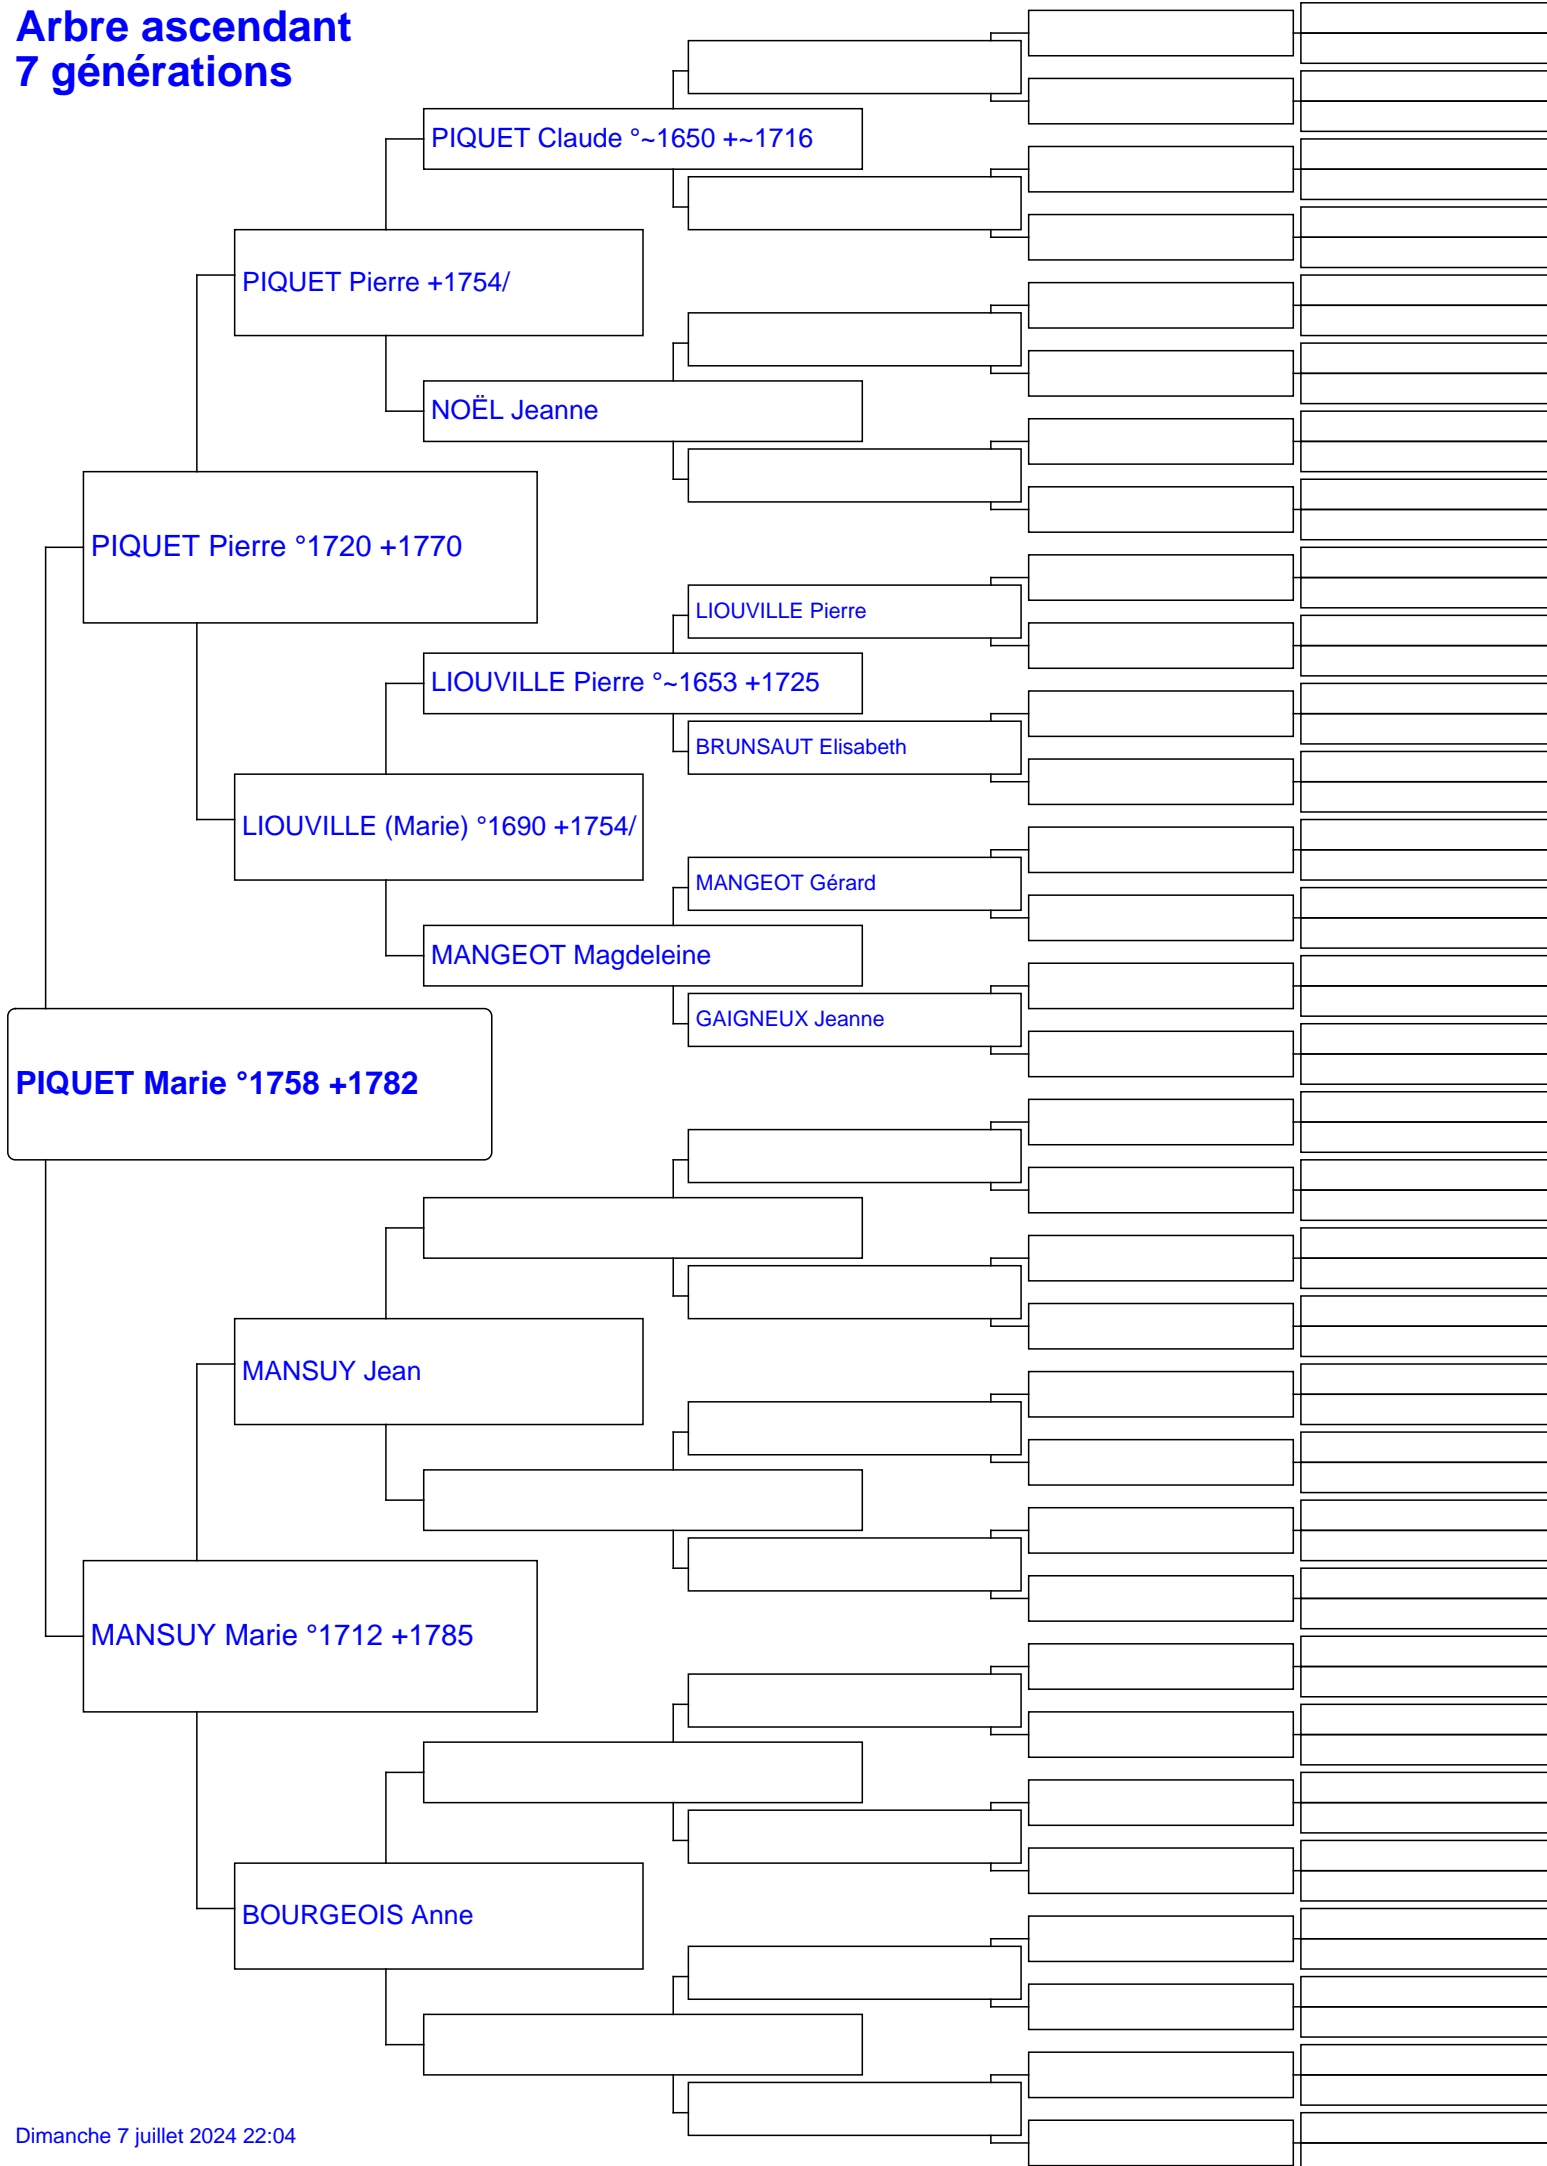 Arbre ascendant
7 générations
PIQUET Claude °~1650 +~1716
PIQUET Pierre +1754/
NOËL Jeanne
PIQUET Pierre °1720 +1770
LIOUVILLE Pierre
LIOUVILLE Pierre °~1653 +1725
BRUNSAUT Elisabeth
LIOUVILLE (Marie) °1690 +1754/
MANGEOT Gérard
MANGEOT Magdeleine
GAIGNEUX Jeanne
PIQUET Marie °1758 +1782
MANSUY Jean
MANSUY Marie °1712 +1785
BOURGEOIS Anne
Dimanche 7 juillet 2024 22:04